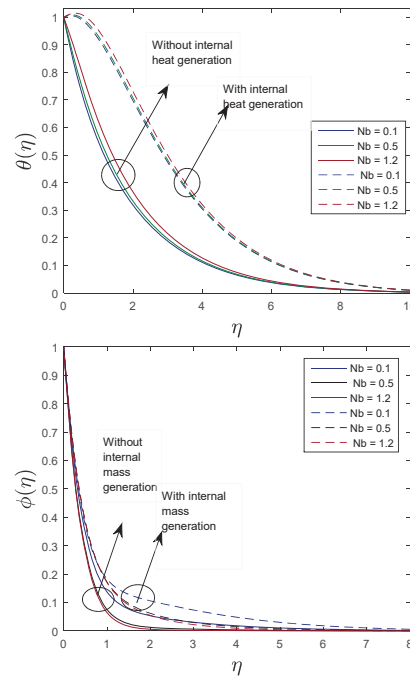 1
0.9
0.8
0.7
0.6
0.5
0.4
0.3
0.2
0.1
0
θ(η)
Without internal
heat generation
With internal
heat generation
Nb = 0.1
Nb = 0.5
Nb = 1.2
Nb = 0.1
Nb = 0.5
Nb = 1.2
0 2 4 6 8 10
η
1
0.9
0.8
0.7
0.6
0.5
0.4
0.3
0.2
0.1
0
ϕ(η)
Without
internal
mass
generation
With internal
mass
generation
Nb = 0.1
Nb = 0.5
Nb = 1.2
Nb = 0.1
Nb = 0.5
Nb = 1.2
0 1 2 3 4 5 6 7 8
η